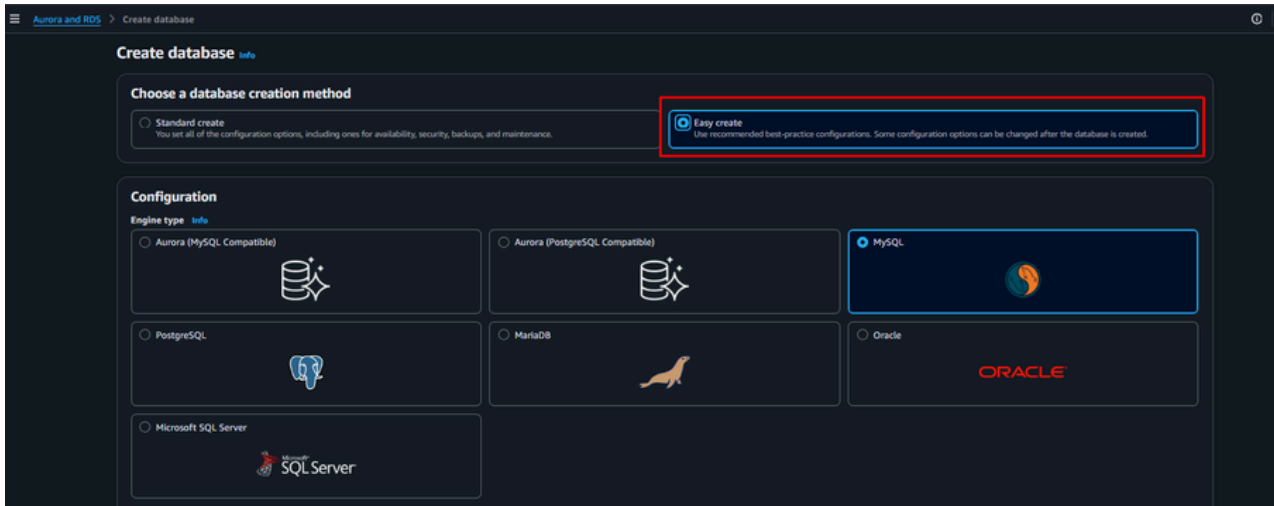 Aurora and RDS > Create database
Create database Info
Choose a database creation method
Standard create
You set all of the configuration options, including ones for availability, security, backups, and maintenance.
Easy create
Use recommended best-practice configurations. Some configuration options can be changed after the database is created.
Configuration
Engine type Info
Aurora (MySQL Compatible)
Aurora (PostgreSQL Compatible)
MySQL
PostgreSQL
MariaDB
Oracle
ORACLE
Microsoft SQL Server
Microsoft
SQL Server